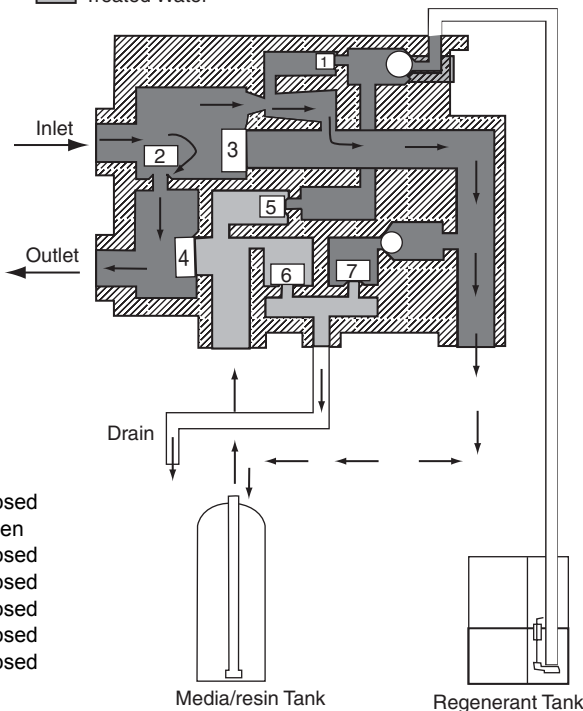 Treated Water
1
Inlet
2
3
5
Outlet
4
6
7
Drain
osed
en
osed
osed
osed
osed
osed
Media/resin Tank
Regenerant Tank